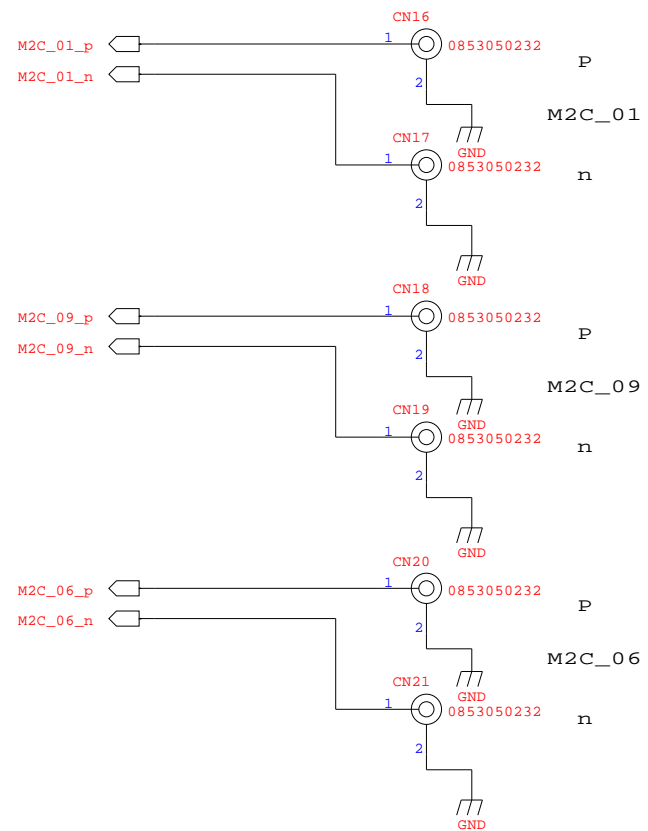 CN16
M2C_01_p
1
0853050232
P
M2C_01_n
2
M2C_01
CN17
GND
1
0853050232
n
2
GND
CN18
M2C_09_p
1
0853050232
P
M2C_09_n
2
M2C_09
CN19
GND
1
0853050232
n
2
GND
CN20
M2C_06_p
1
0853050232
P
M2C_06_n
2
M2C_06
CN21
GND
1
0853050232
n
2
GND